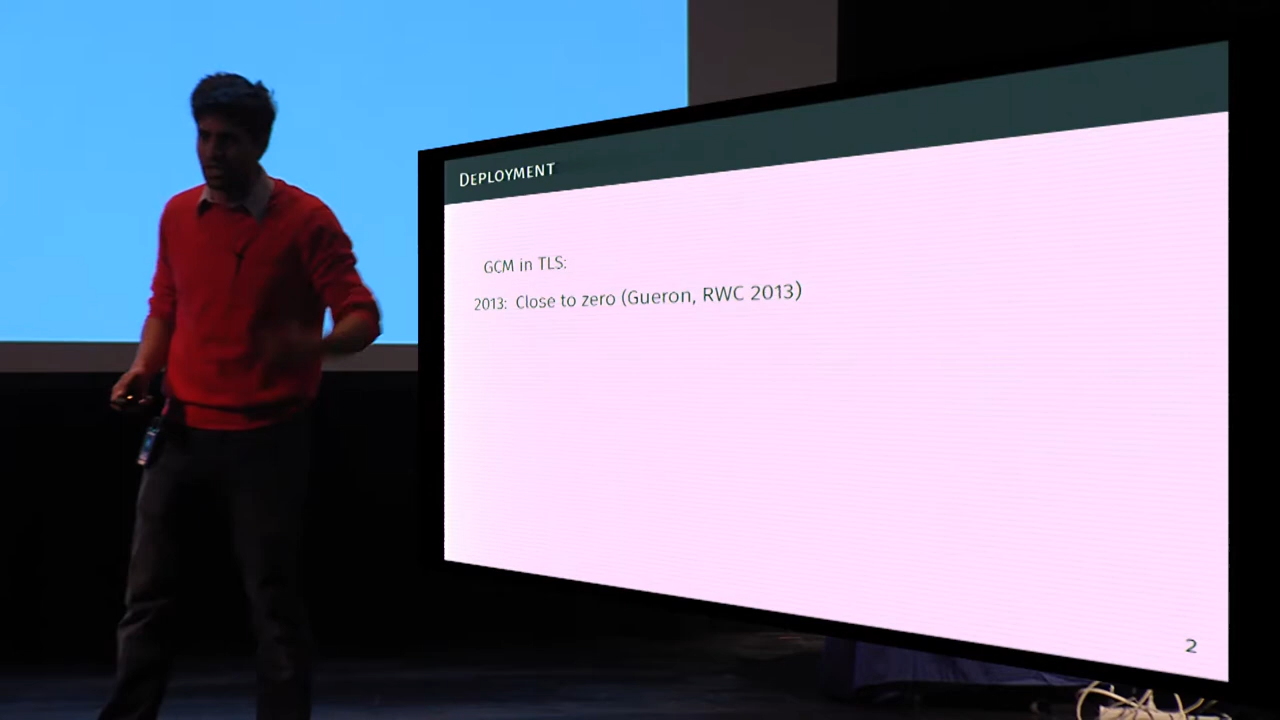 DEPLOYMENT
GCM in TLS:
2013: Close to zero (Gueron, RWC 2013)
2